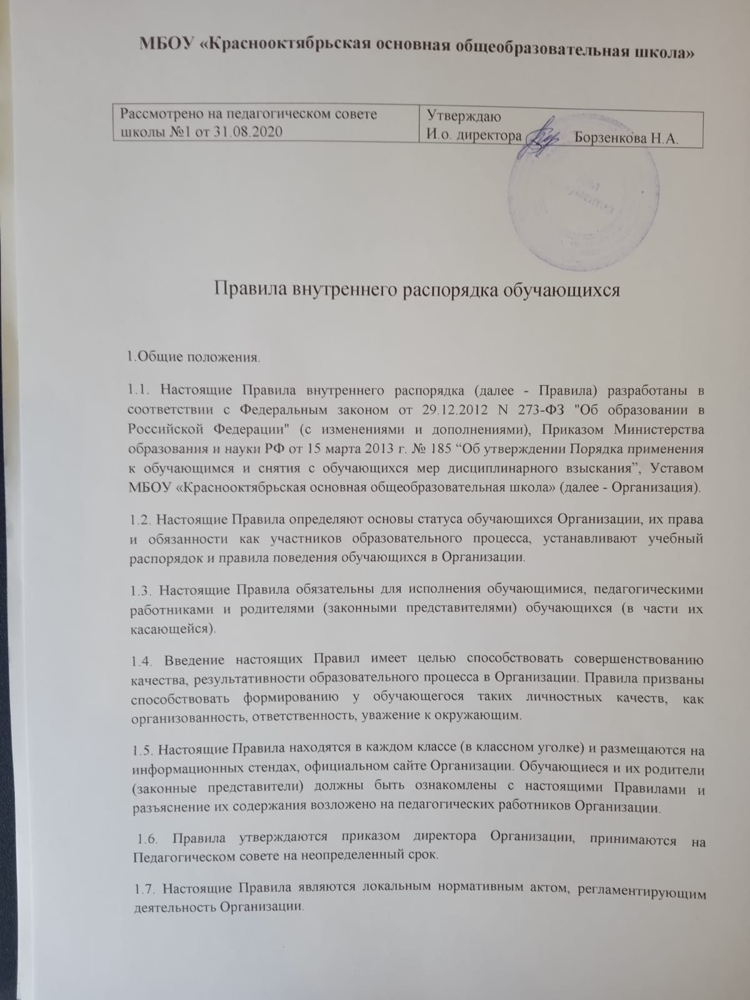 МБОУ «Краснооктябрьская основная общеобразовательная школа»
Рассмотрено на педагогическом совете
школы №1 от 31.08.2020
Утверждаю
И.о. директора Борзенкова Н.А.
Правила внутреннего распорядка обучающихся
1.Общие положения.
1.1. Настоящие Правила внутреннего распорядка (далее - Правила) разработаны в
соответствии с Федеральным законом от 29.12.2012 N 273-ФЗ "Об образовании в
Российской Федерации" (с изменениями и дополнениями), Приказом Министерства
образования и науки РФ от 15 марта 2013 г. № 185 “Об утверждении Порядка применения
к обучающимся и снятия с обучающихся мер дисциплинарного взыскания”, Уставом
МБОУ «Краснооктябрьская основная общеобразовательная школа» (далее - Организация).
1.2. Настоящие Правила определяют основы статуса обучающихся Организации, их права
и обязанности как участников образовательного процесса, устанавливают учебный
распорядок и правила поведения обучающихся в Организации.
1.3. Настоящие Правила обязательны для исполнения обучающимися, педагогическими
работниками и родителями (законными представителями) обучающихся (в части их
касающейся).
1.4. Введение настоящих Правил имеет целью способствовать совершенствованию
качества, результативности образовательного процесса в Организации. Правила призваны
способствовать формированию у обучающегося таких личностных качеств, как
организованность, ответственность, уважение к окружающим.
1.5. Настоящие Правила находятся в каждом классе (в классном уголке) и размещаются на
информационных стендах, официальном сайте Организации. Обучающиеся и их родители
(законные представители) должны быть ознакомлены с настоящими Правилами и
разъяснение их содержания возложено на педагогических работников Организации.
1.6. Правила утверждаются приказом директора Организации, принимаются на
Педагогическом совете на неопределенный срок.
1.7. Настоящие Правила являются локальным нормативным актом, регламентирующим
деятельность Организации.